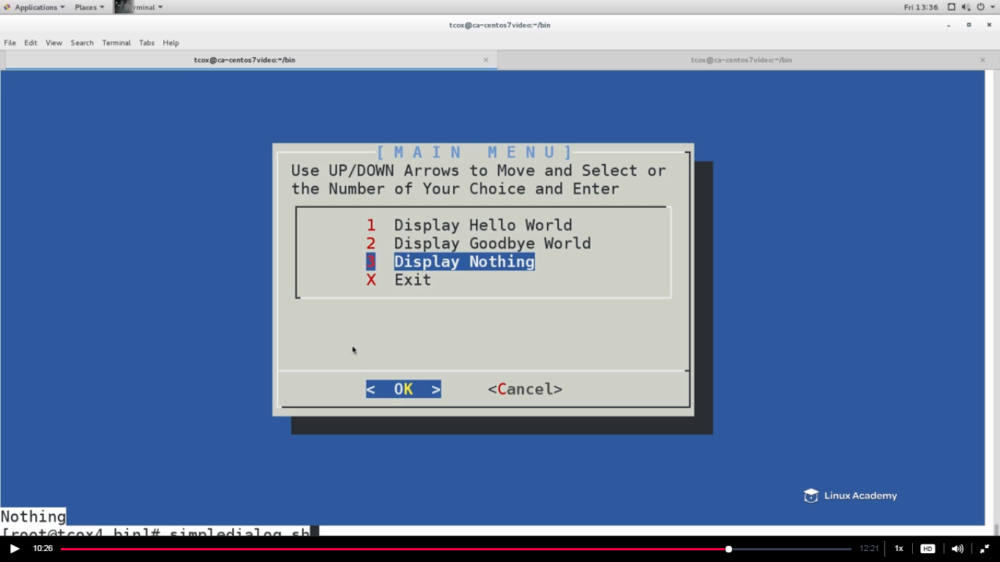 Applications Places Terminal Fri 13:36
tcox@ca-centos7video:~/bin
File Edit View Search Terminal Tabs Help
tcox@ca-centos7video:~/bin × tcox@ca-centos7video:~/bin ×
[ M A I N   M E N U ]
Use UP/DOWN Arrows to Move and Select or
the Number of Your Choice and Enter
1 Display Hello World
2 Display Goodbye World
3 Display Nothing
X Exit
< OK > <Cancel>
Linux Academy
Nothing
[root@tcox4 bin]# simpledialog.sh
10:26 12:21 1x HD